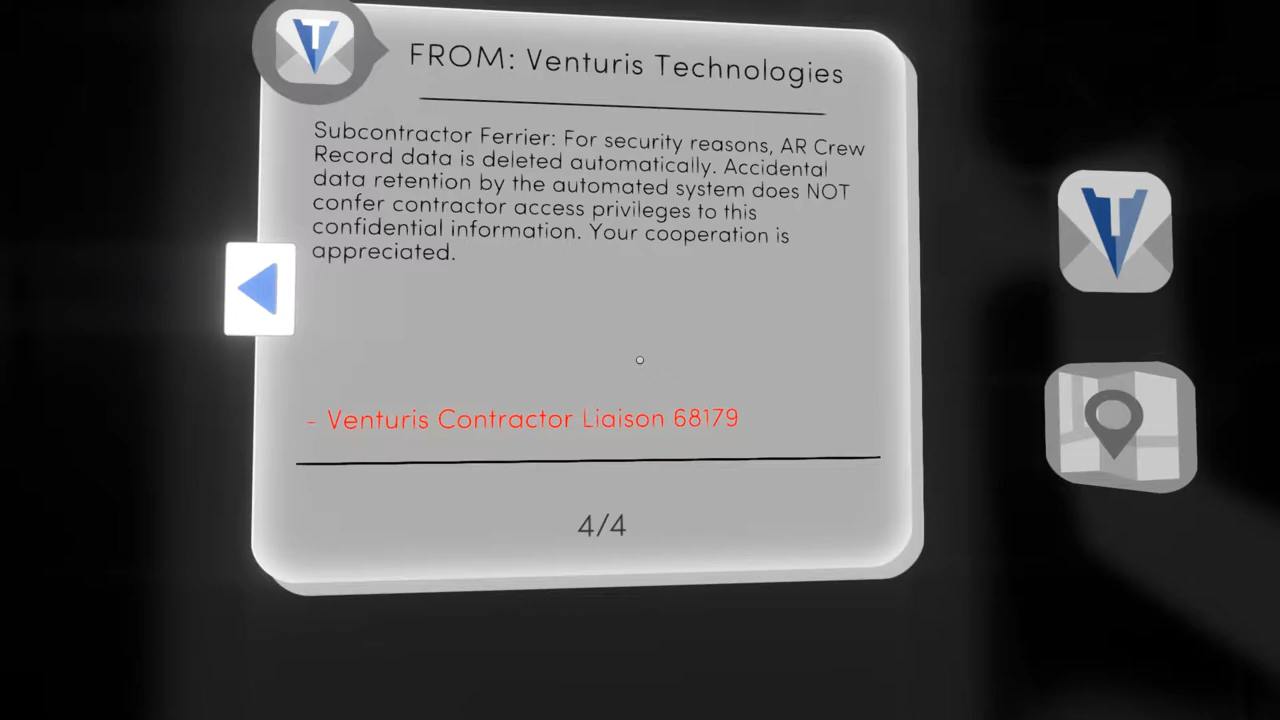 FROM: Venturis Technologies
Subcontractor Ferrier: For security reasons, AR Crew
Record data is deleted automatically. Accidental
data retention by the automated system does NOT
confer contractor access privileges to this
confidential information. Your cooperation is
appreciated.
- Venturis Contractor Liaison 68179
4/4